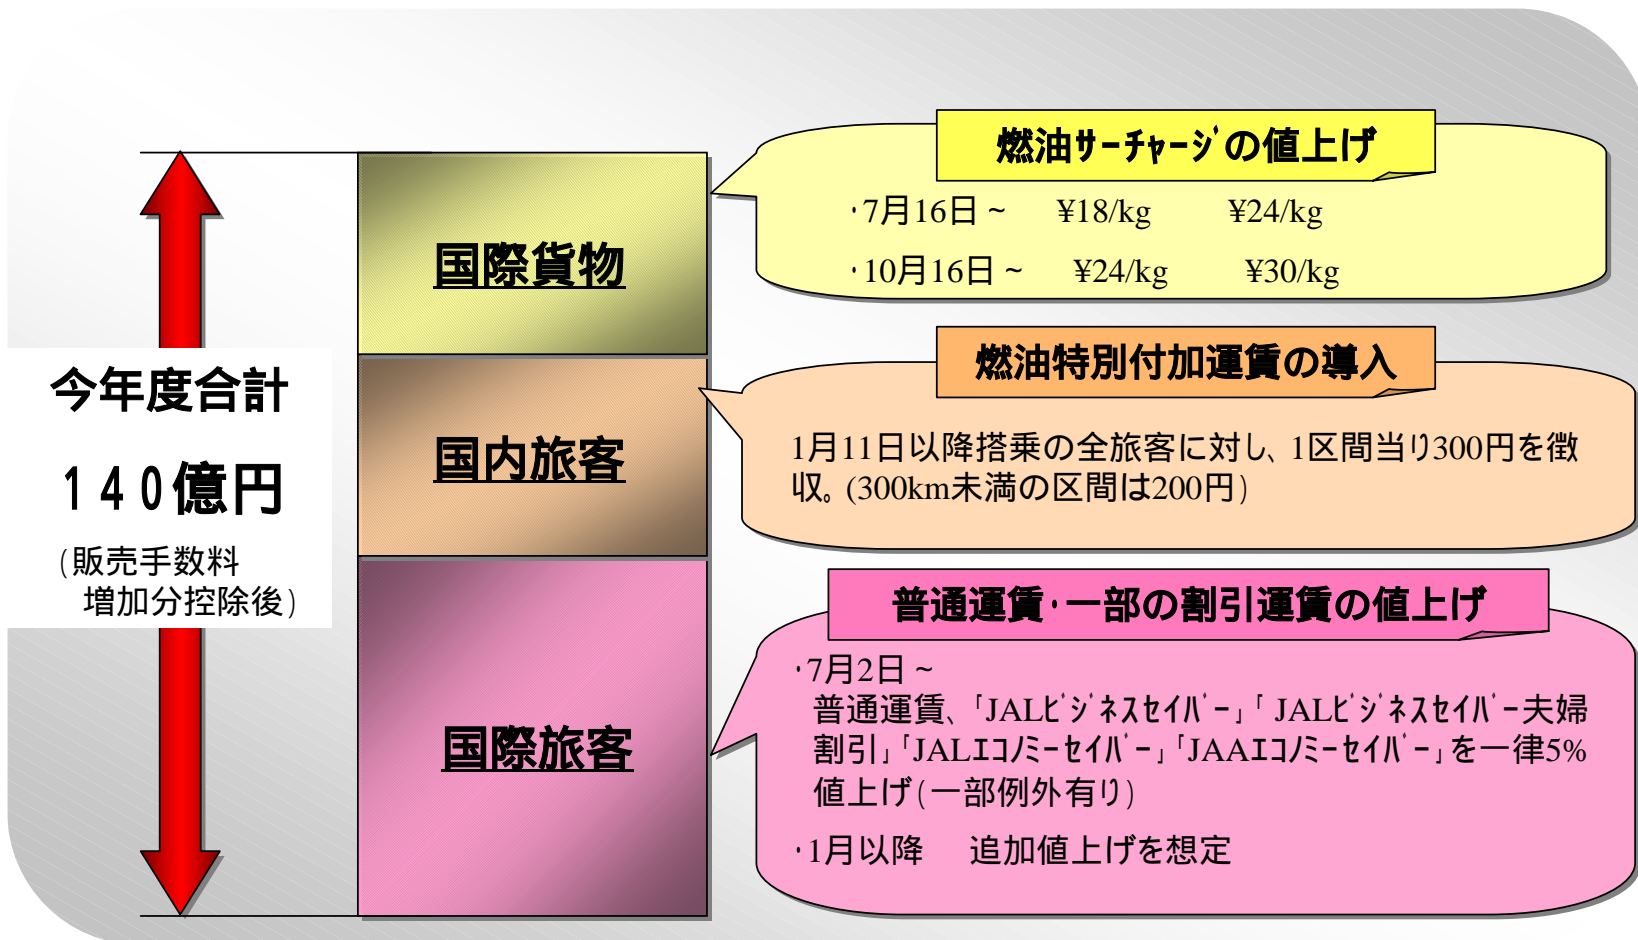 今年度合計
１４０億円
(販売手数料
増加分控除後)
国際貨物
国内旅客
国際旅客
燃油ｻｰﾁｬｰｼﾞの値上げ
･7月16日～ ¥18/kg ¥24/kg
･10月16日～ ¥24/kg ¥30/kg
燃油特別付加運賃の導入
1月11日以降搭乗の全旅客に対し、1区間当り300円を徴
収。(300km未満の区間は200円)
普通運賃･一部の割引運賃の値上げ
･7月2日～
普通運賃、｢JALﾋﾞｼﾞﾈｽｾｲﾊﾞｰ｣｢JALﾋﾞｼﾞﾈｽｾｲﾊﾞｰ夫婦
割引｣｢JALｴｺﾉﾐｰｾｲﾊﾞｰ｣｢JAAｴｺﾉﾐｰｾｲﾊﾞｰ｣を一律5%
値上げ(一部例外有り)
･1月以降 追加値上げを想定